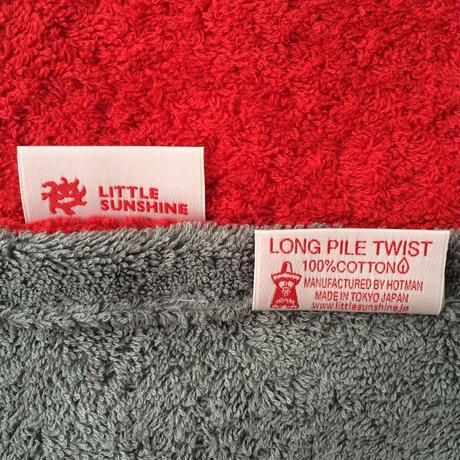 LITTLE
SUNSHINE
LONG PILE TWIST
100%COTTON
MANUFACTURED BY HOTMAN
MADE IN TOKYO JAPAN
www.littlesunshine.jp